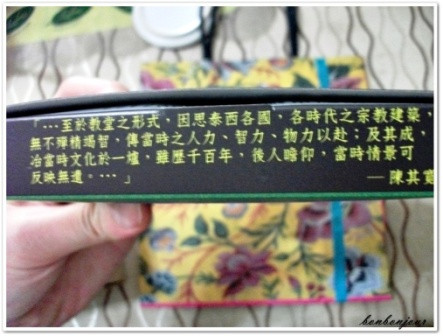 「…至於教堂之形式，因思泰西各國，各時代之宗教建築，
無不殫精竭智，傳當時之人力、智力、物力以赴；及其成，
冶當時文化於一爐，雖歷千百年，後人瞻仰，當時情景可
反映無遺。…」
—陳其寬
bonbonjour